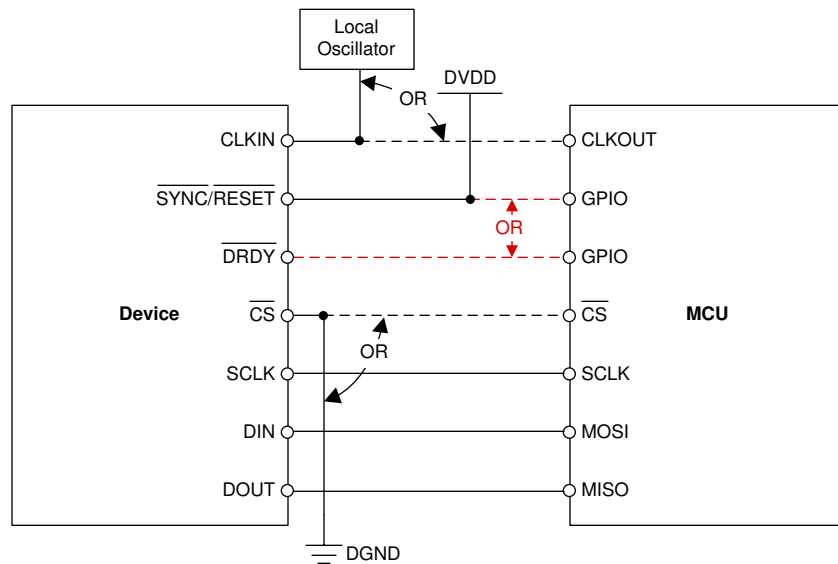 Local
Oscillator
DVDD
OR
CLKIN
CLKOUT
SYNC/RESET
GPIO
OR
DRDY
GPIO
Device
CS
CS
MCU
OR
SCLK
SCLK
DIN
MOSI
DOUT
MISO
DGND